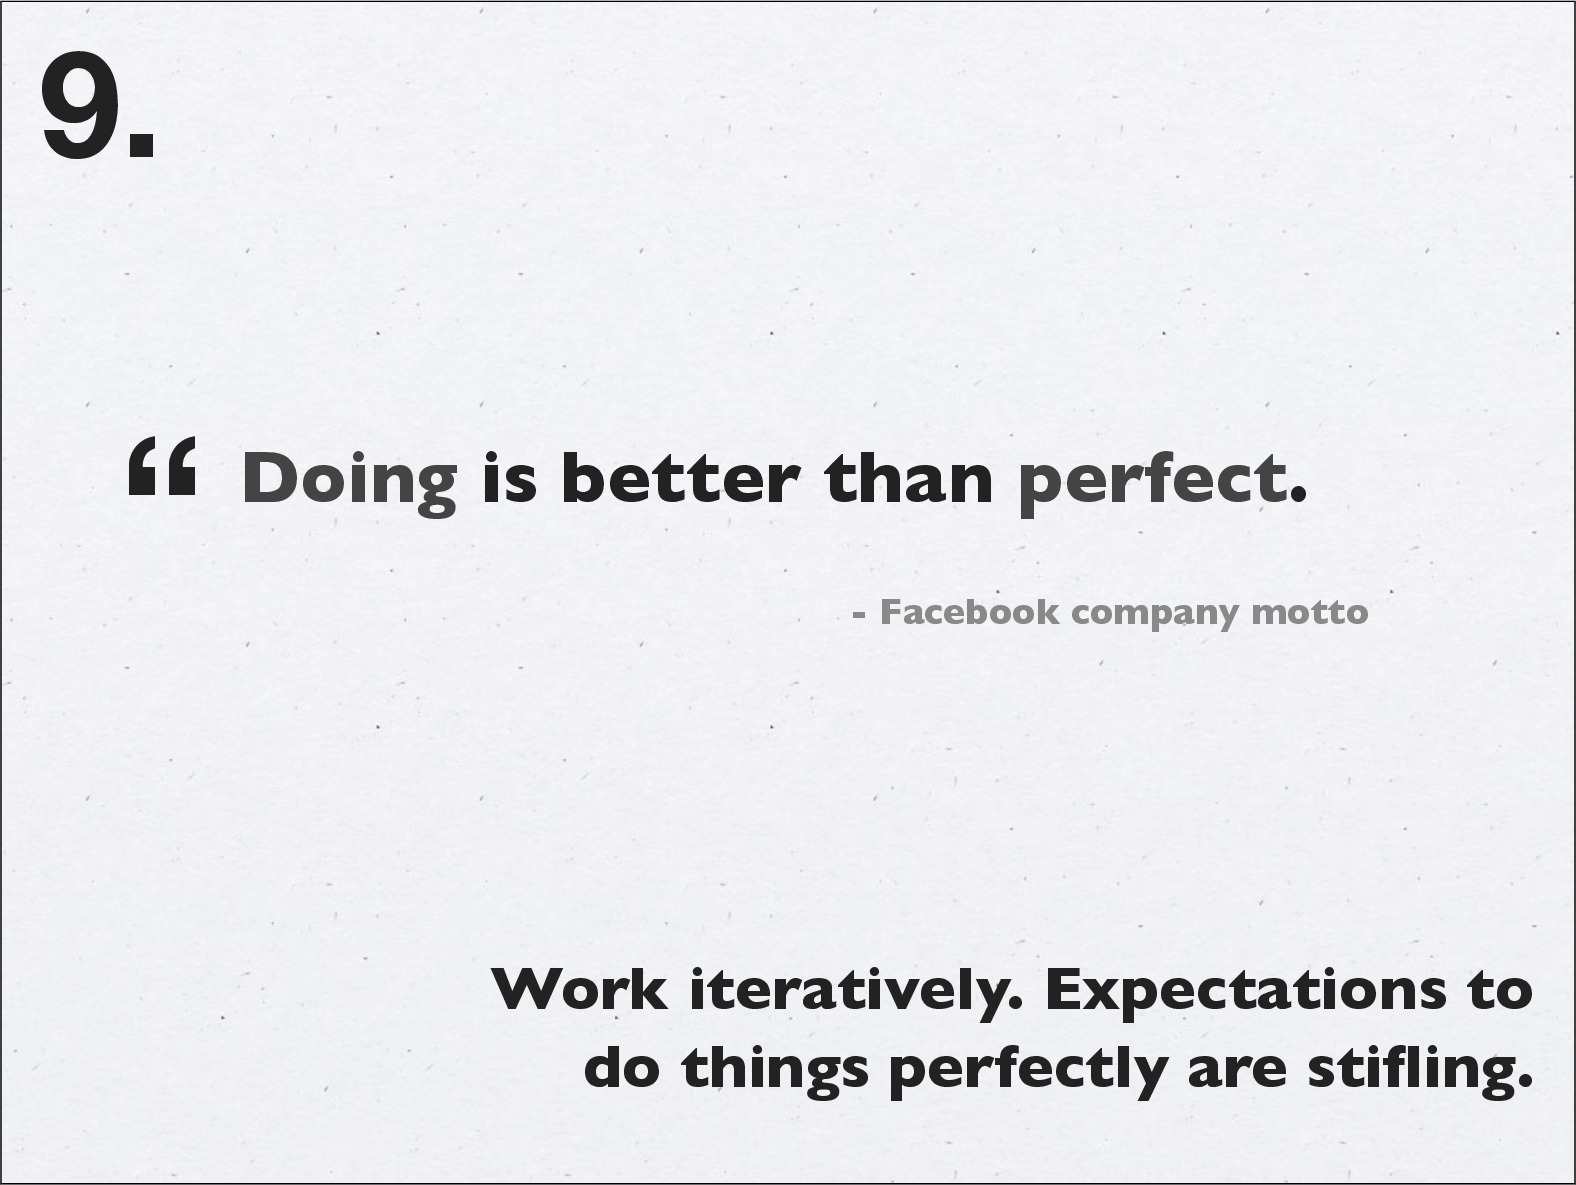 9.
“ Doing is better than perfect.
- Facebook company motto
Work iteratively. Expectations to
do things perfectly are stifling.